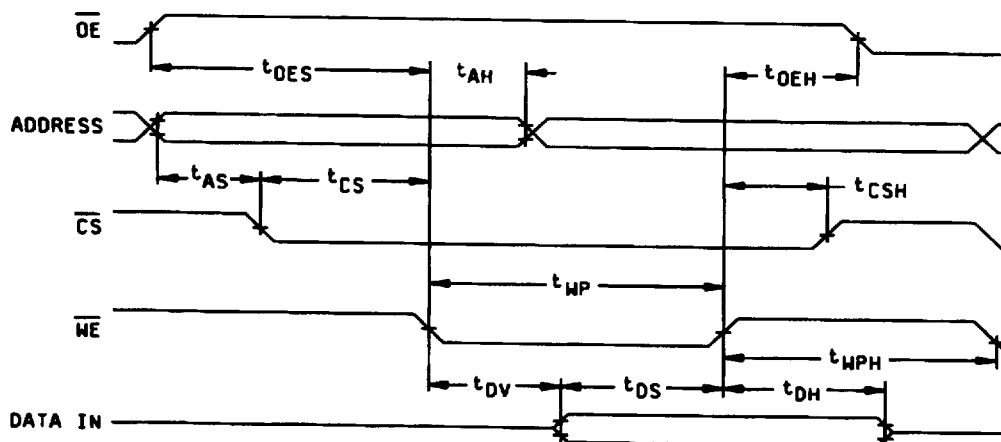 OE
tOES tAH tOEH
ADDRESS
tAS tCS tCSH
CS
tWP
WE
tWPH
tDV tDS tDH
DATA IN